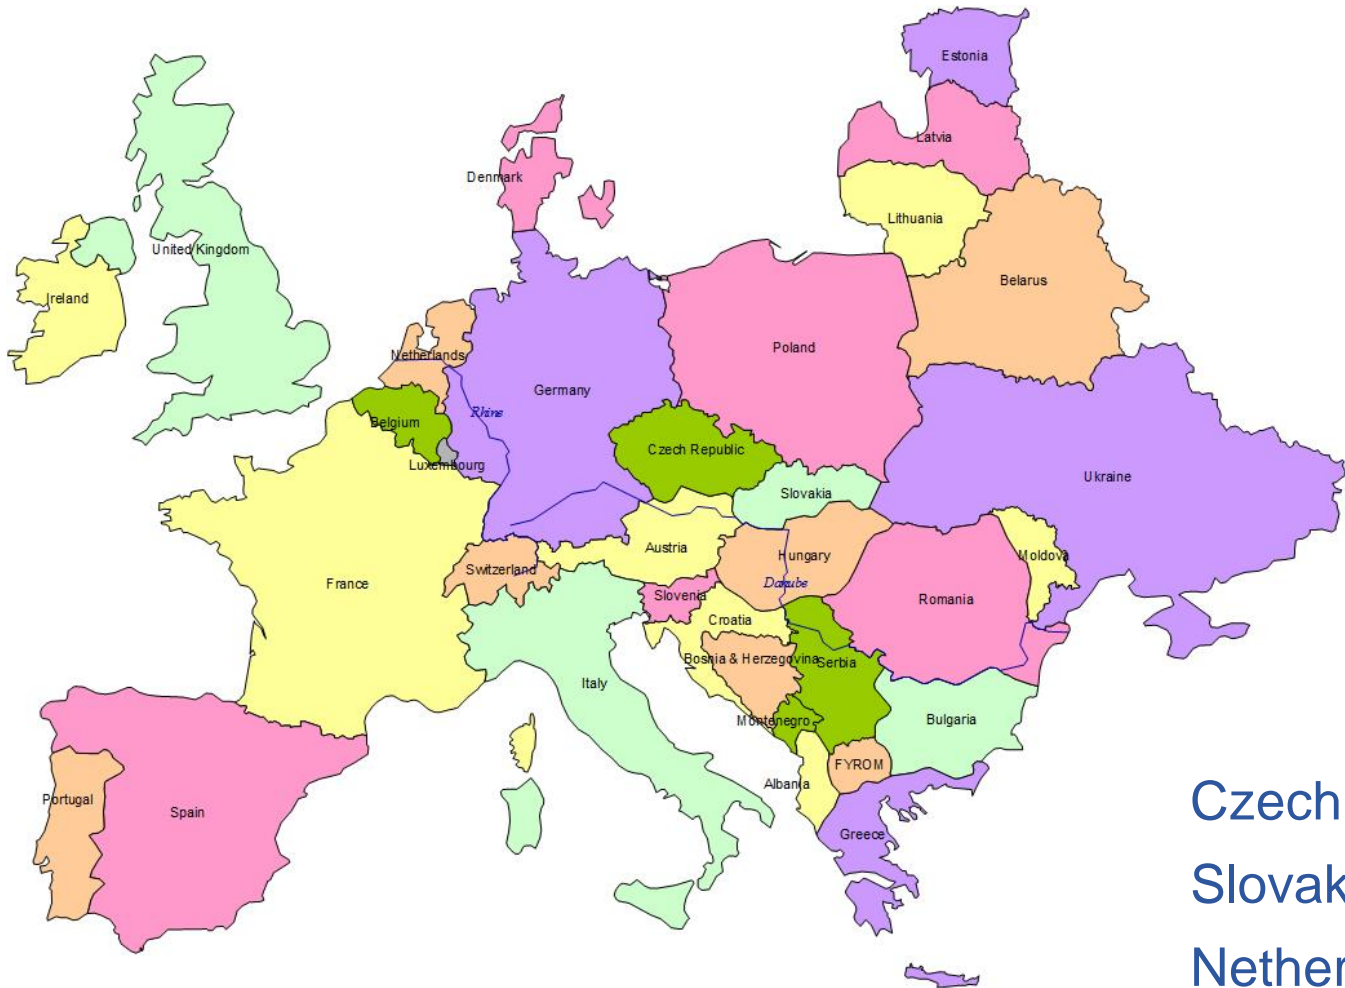 Estonia
Latvia
Denmark
Lithuania
United Kingdom
Belarus
Ireland
Poland
Netherlands
Germany
Rhine
Belgium
Czech Republic
Luxembourg
Ukraine
Slovakia
Austria
Hungary
Moldova
Switzerland
France
Danube
Slovenia
Romania
Croatia
Bosnia & Herzegovina
Serbia
Italy
Montenegro
Bulgaria
FYROM
Albania
Portugal
Spain
Greece
Czech
Slovak
Nether